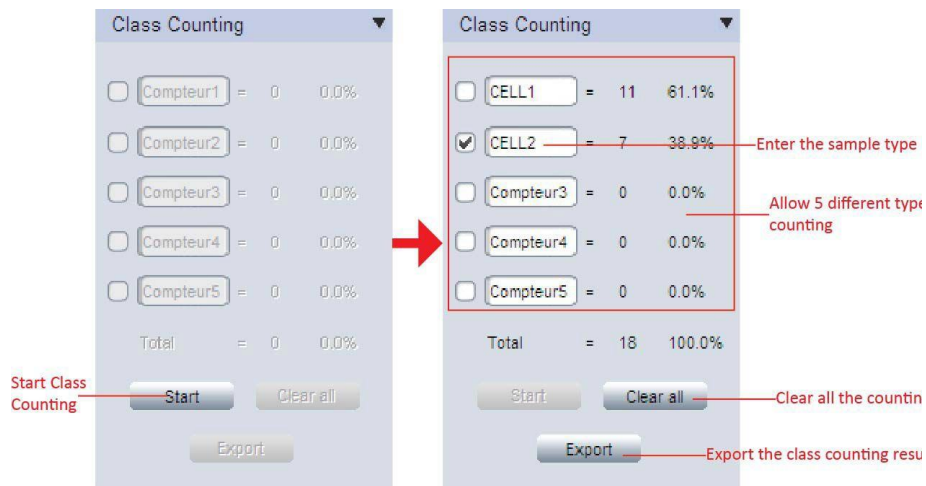 Class Counting
Compteur1 = 0 0.0%
Compteur2 = 0 0.0%
Compteur3 = 0 0.0%
Compteur4 = 0 0.0%
Compteur5 = 0 0.0%
Total = 0 0.0%
Start Class
Counting
Start Clear all
Export
Class Counting
CELL1 = 11 61.1%
CELL2 = 7 38.9%
Enter the sample type
Compteur3 = 0 0.0%
Allow 5 different type
counting
Compteur4 = 0 0.0%
Compteur5 = 0 0.0%
Total = 18 100.0%
Start Clear all
Clear all the countin
Export
Export the class counting resu